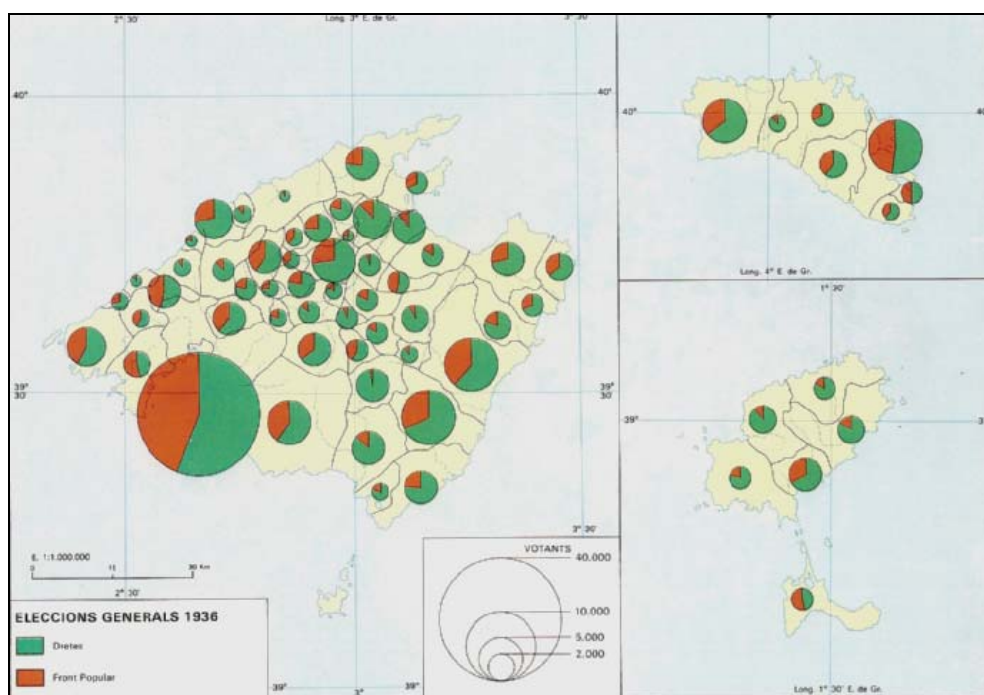 2° 30'
Long. 3° E. de Gr.
3° 30'
40°
40°
39°
30'
39°
30'
3° 30'
E. 1:1.000.000
0
15
30 Km
2° 30'
39°
3°
39°
ELECCIONS GENERALS 1936
Dretes
Front Popular
VOTANTS
40.000
10.000
5.000
2.000
4°
40°
40°
Long. 4° E. de Gr.
1° 30'
39°
39°
Long. 1° 30' E. de Gr.